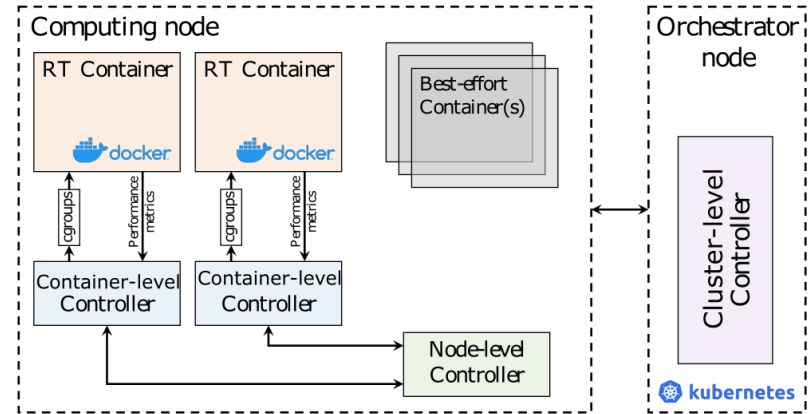 Computing node
RT Container
docker
cgroups
Performance
metrics
Container-level
Controller
RT Container
docker
cgroups
Performance
metrics
Container-level
Controller
Best-effort
Container(s)
Node-level
Controller
Orchestrator
node
Cluster-level
Controller
kubernetes